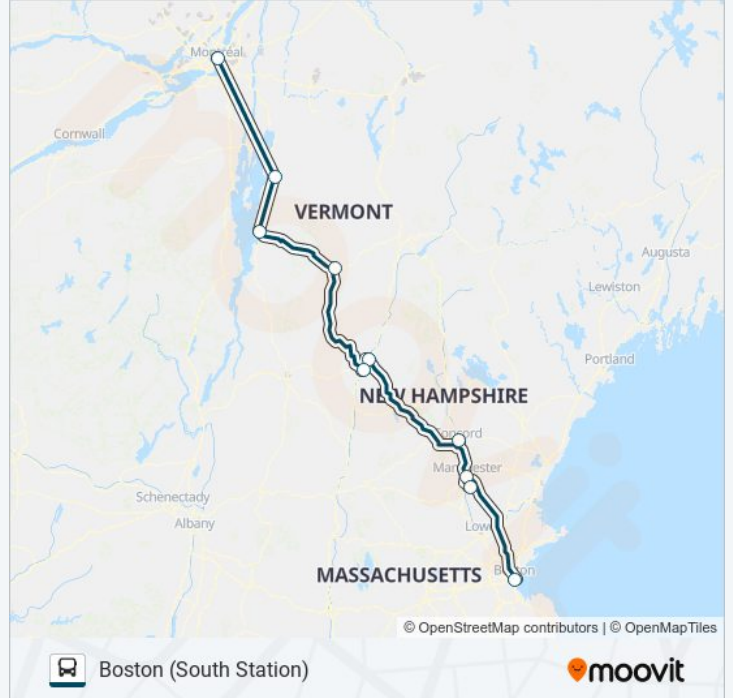 Montréal
Cornwall
VERMONT
Augusta
Lewiston
Portland
NEW HAMPSHIRE
Concord
Manchester
Schenectady
Albany
Lowell
MASSACHUSETTS
Boston
© OpenStreetMap contributors | © OpenMapTiles
Boston (South Station)
moovit